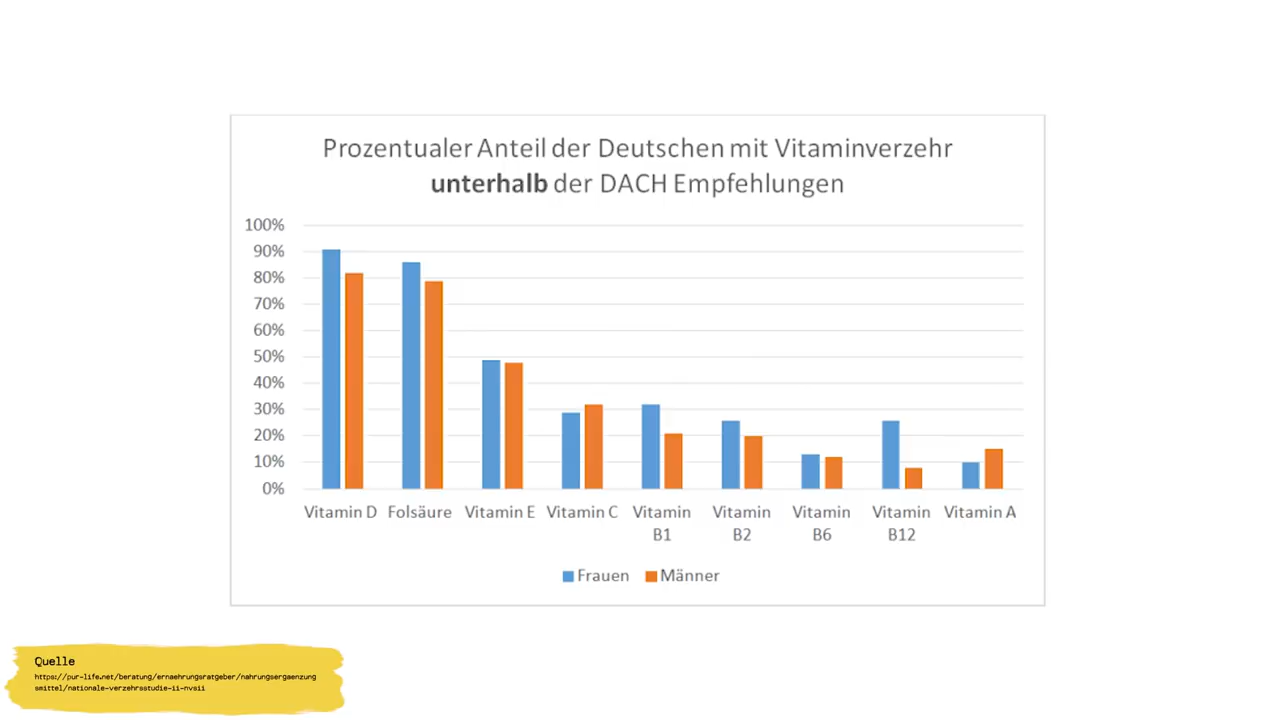 Prozentualer Anteil der Deutschen mit Vitaminverzehr
unterhalb der DACH Empfehlungen
100%
90%
80%
70%
60%
50%
40%
30%
20%
10%
0%
Vitamin D Folsäure Vitamin E Vitamin C Vitamin Vitamin Vitamin Vitamin Vitamin A
B1 B2 B6 B12
Frauen Männer
Quelle
https://pur-life.net/beratung/ernaehrungsratgeber/nahrungsergaenzung
smittel/nationale-verzehrsstudie-ii-nvsii